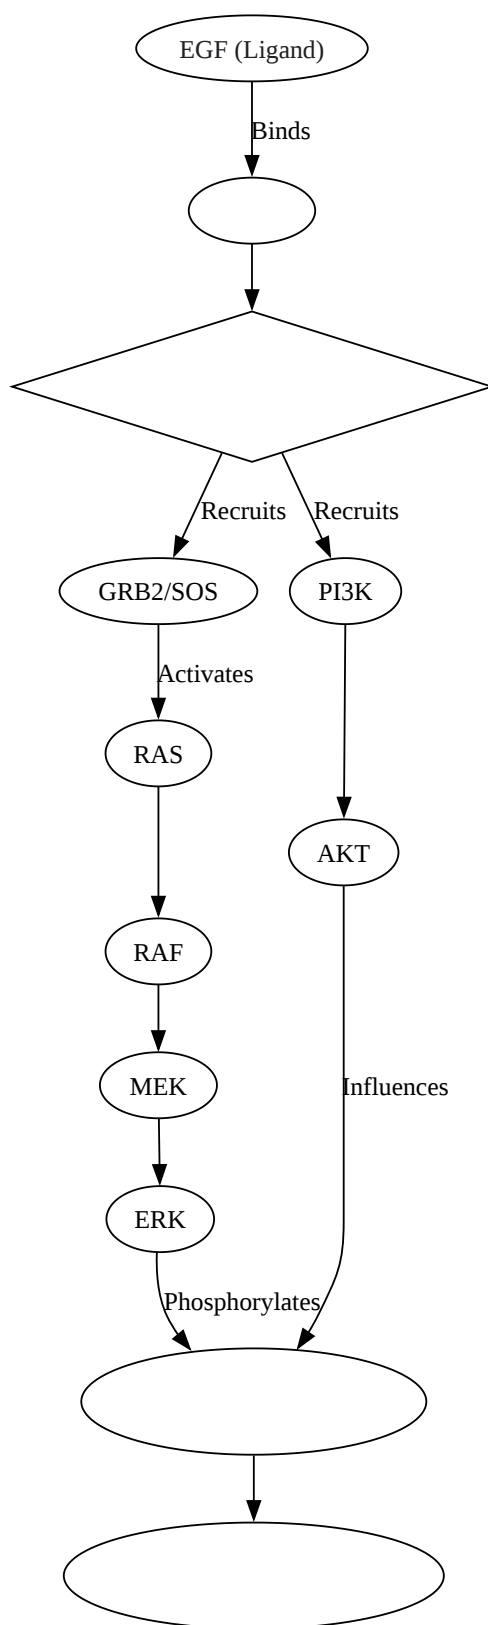 EGF (Ligand)
Binds
Recruits
Recruits
GRB2/SOS
PI3K
Activates
RAS
AKT
RAF
MEK
Influences
ERK
Phosphorylates